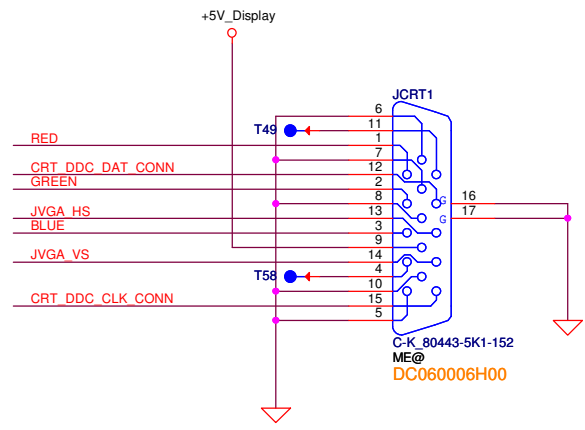 +5V_Display
JCRT1
6
T49
11
RED
1
7
CRT_DDC_DAT_CONN
12
GREEN
2
8
G
16
JVGA_HS
13
G
17
BLUE
3
9
JVGA_VS
14
T58
4
10
CRT_DDC_CLK_CONN
15
5
C-K_80443-5K1-152
ME@
DC060006H00